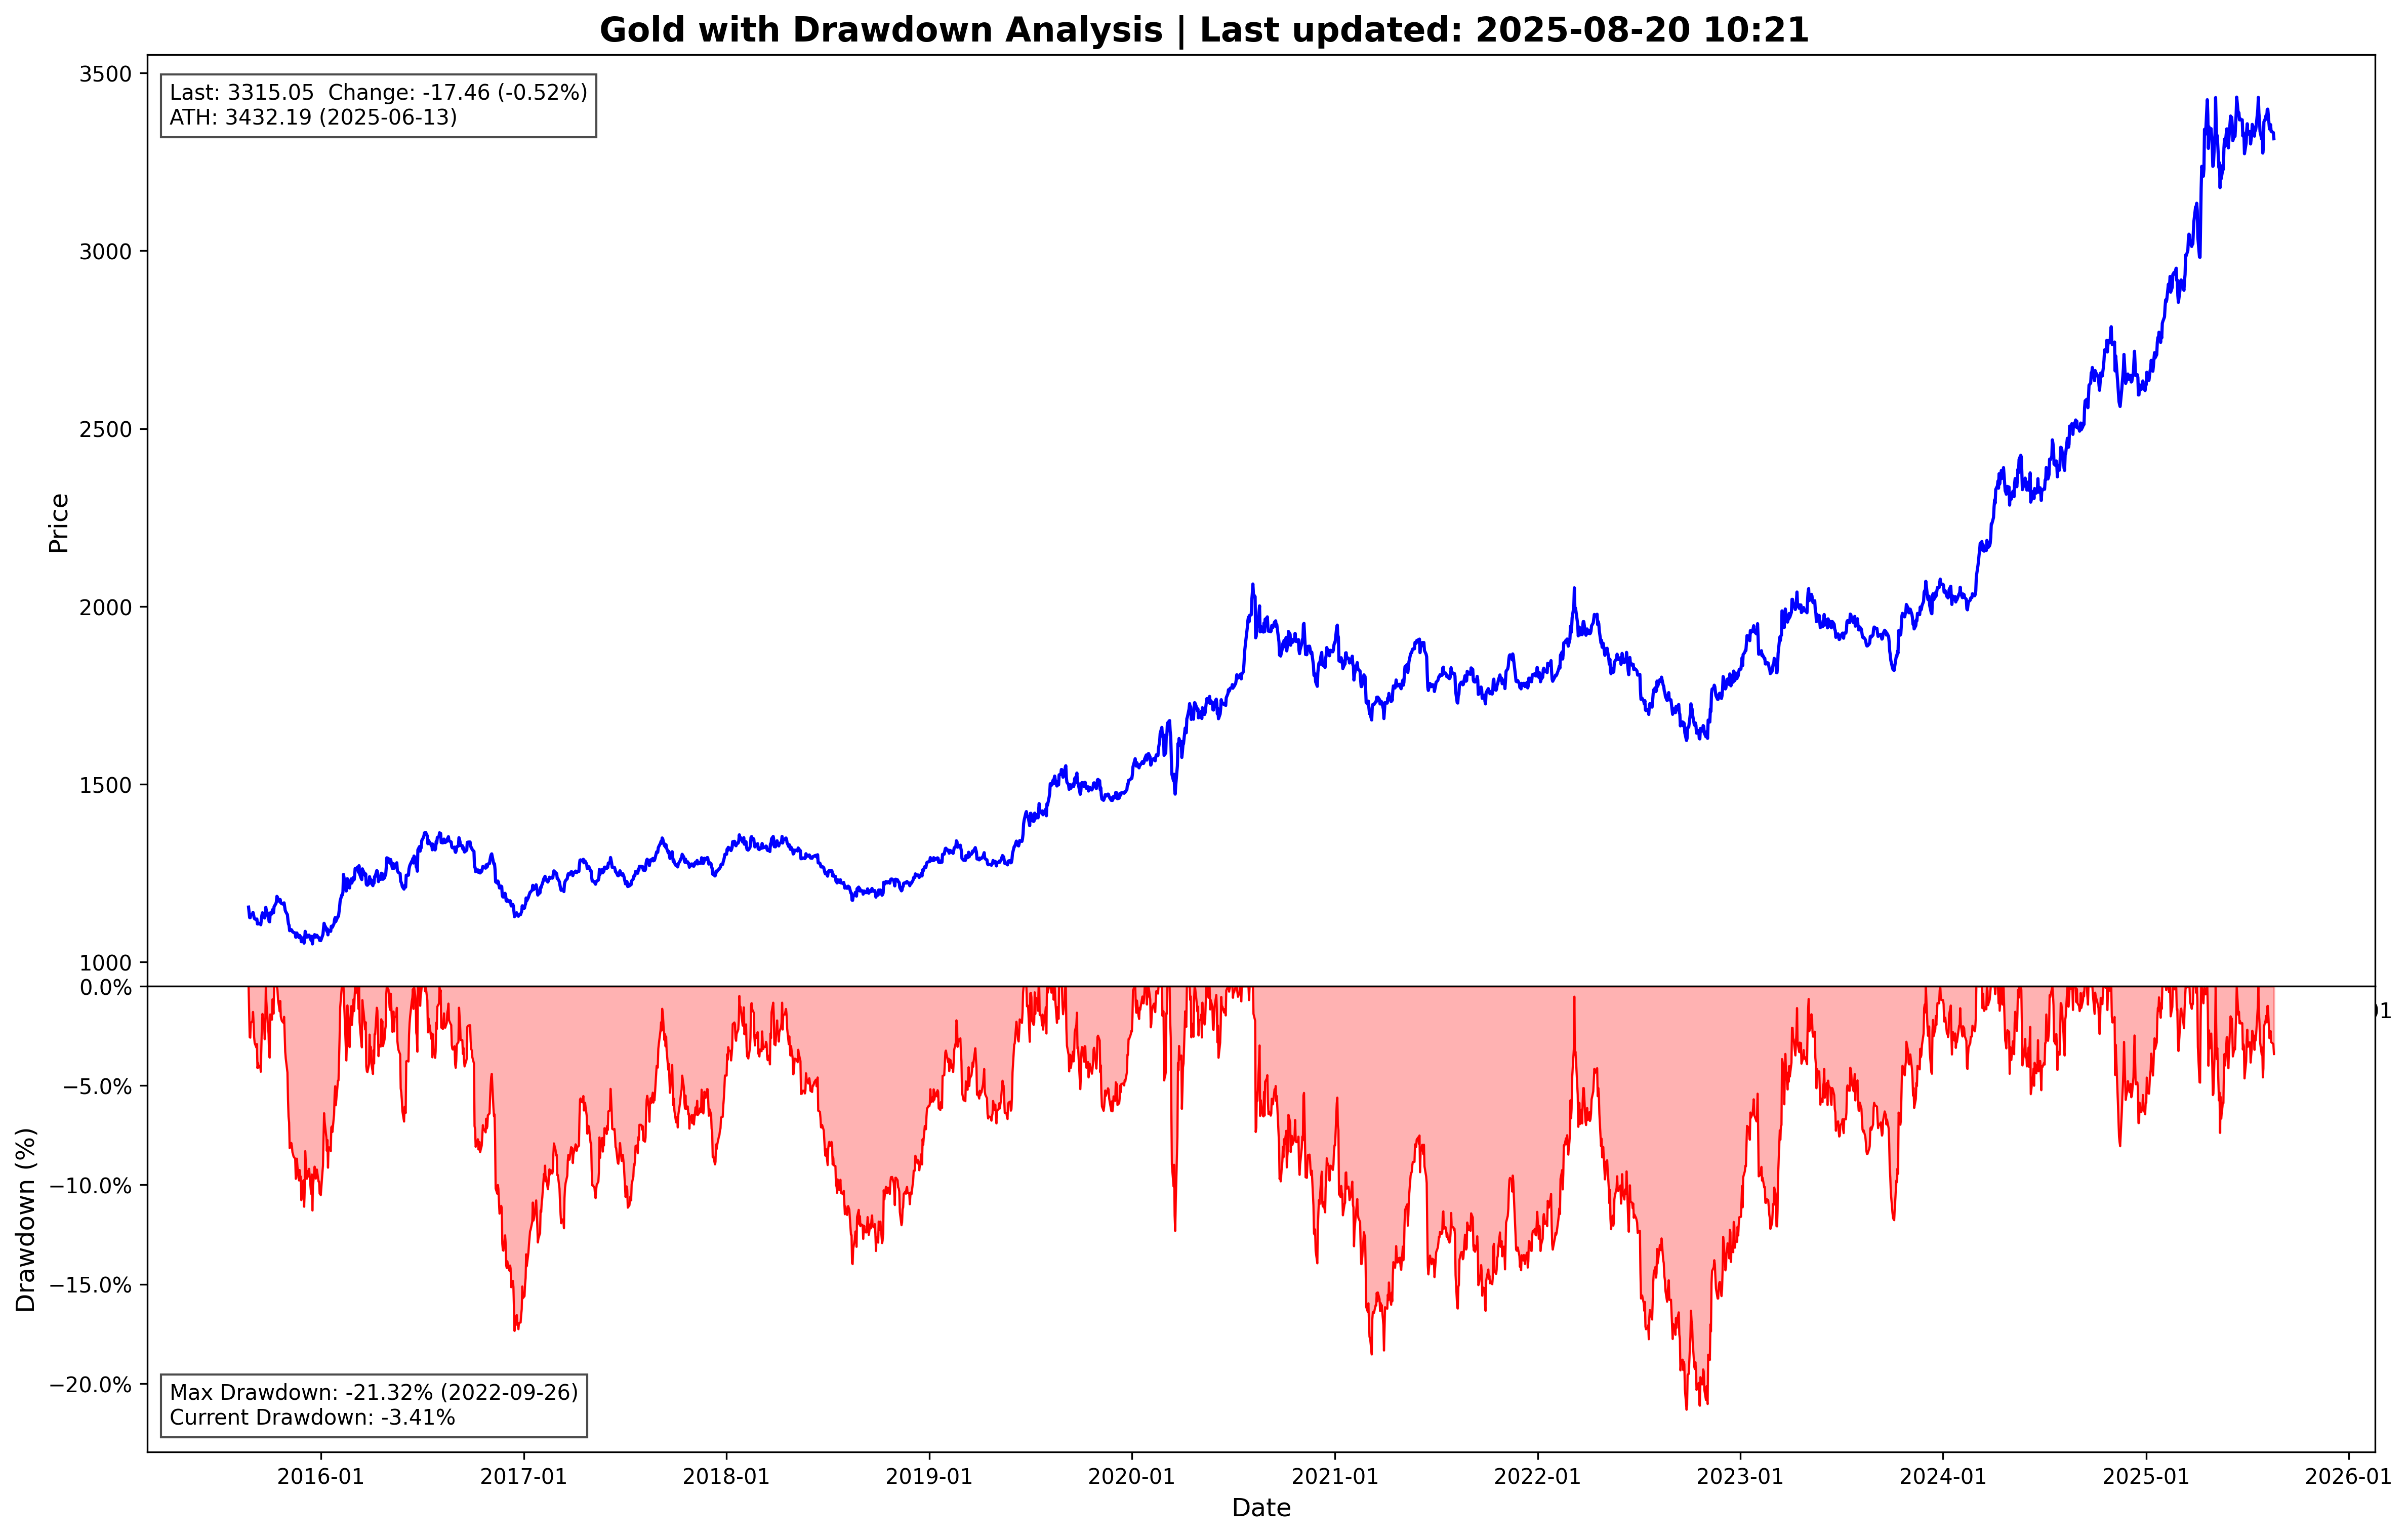 Gold with Drawdown Analysis | Last updated: 2025-08-20 10:21
Last: 3315.05  Change: -17.46 (-0.52%)
ATH: 3432.19 (2025-06-13)
3500
3000
2500
2000
1500
1000
Price
0.0%
−5.0%
−10.0%
−15.0%
−20.0%
Drawdown (%)
Max Drawdown: -21.32% (2022-09-26)
Current Drawdown: -3.41%
2016-01 2017-01 2018-01 2019-01 2020-01 2021-01 2022-01 2023-01 2024-01 2025-01 2026-01
Date